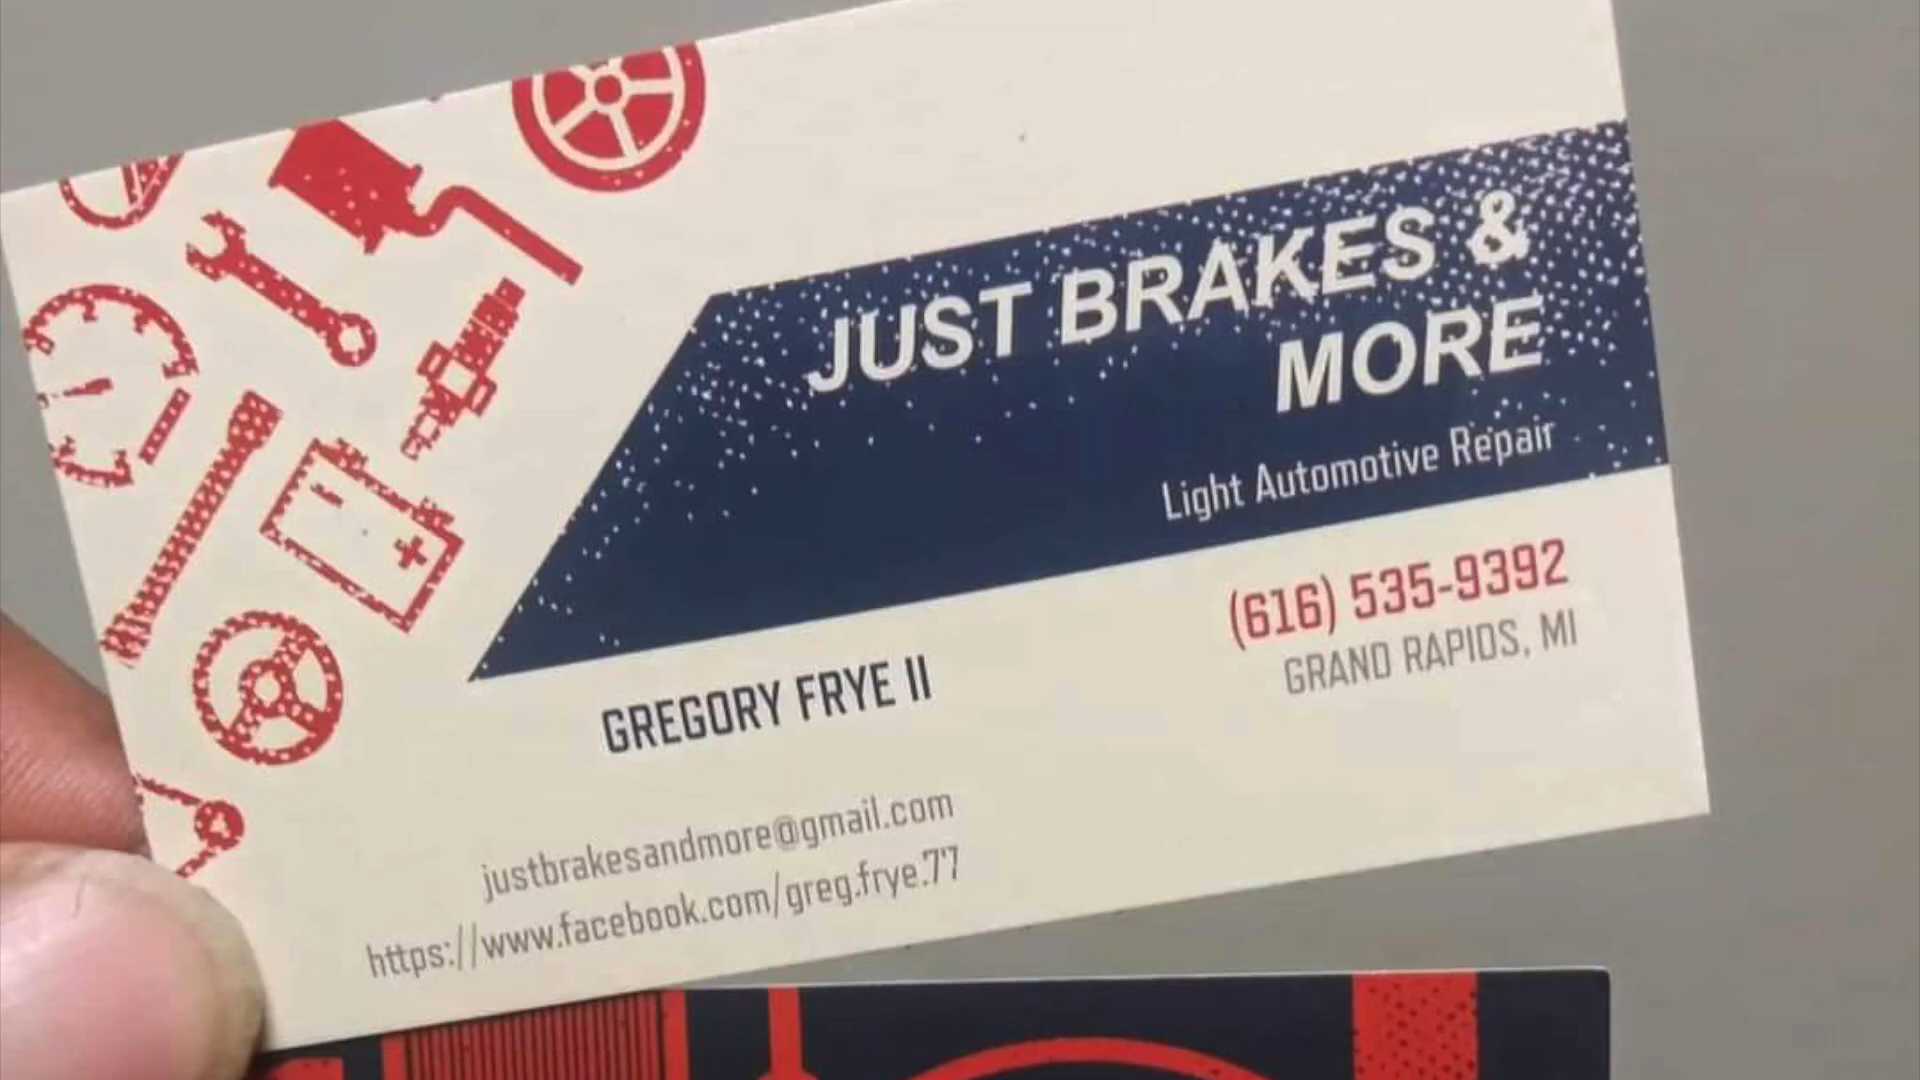 JUST BRAKES &
MORE
Light Automotive Repair
(616) 535-9392
GRAND RAPIDS, MI
GREGORY FRYE II
justbrakesandmore@gmail.com
https://www.facebook.com/greg.frye.77